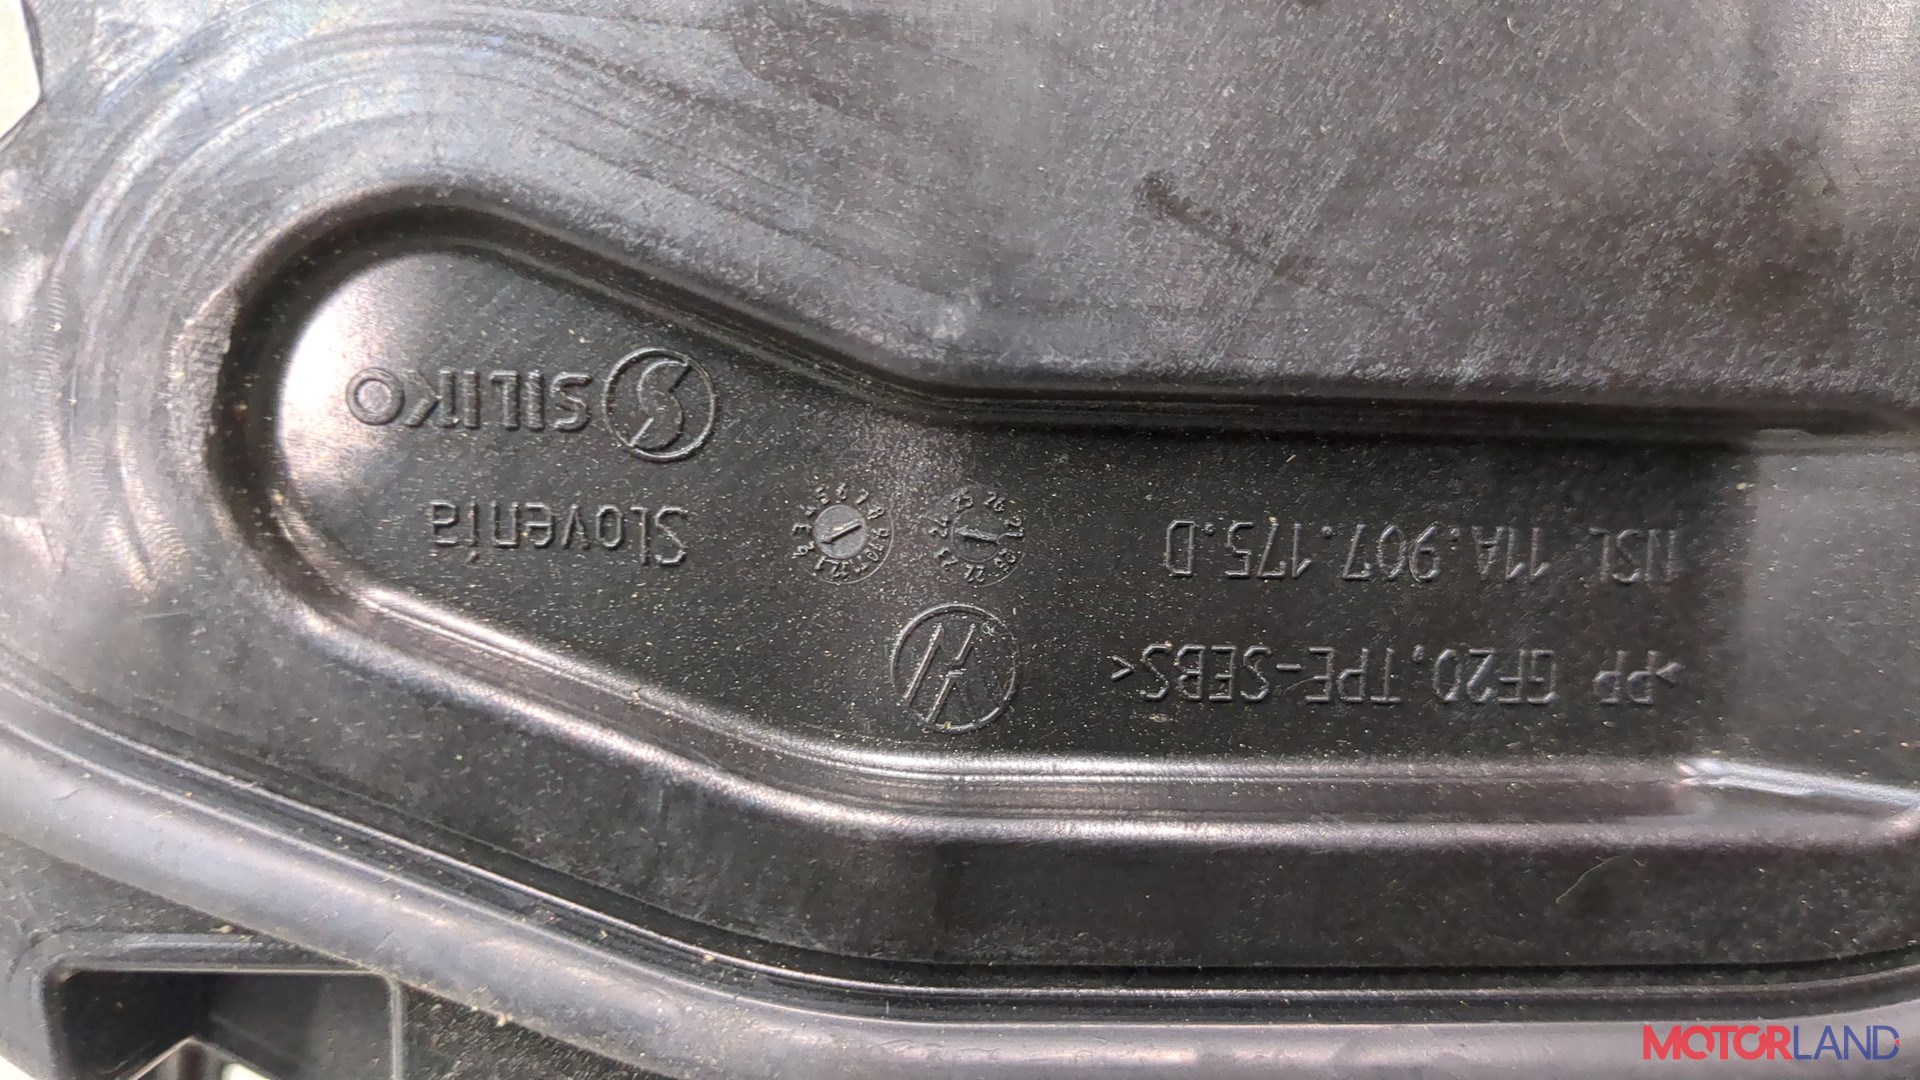 >PP GF20,TPE-SEBS<
NSL 11A.907.175.D
Slovenia
SILIKO
MOTORLAND